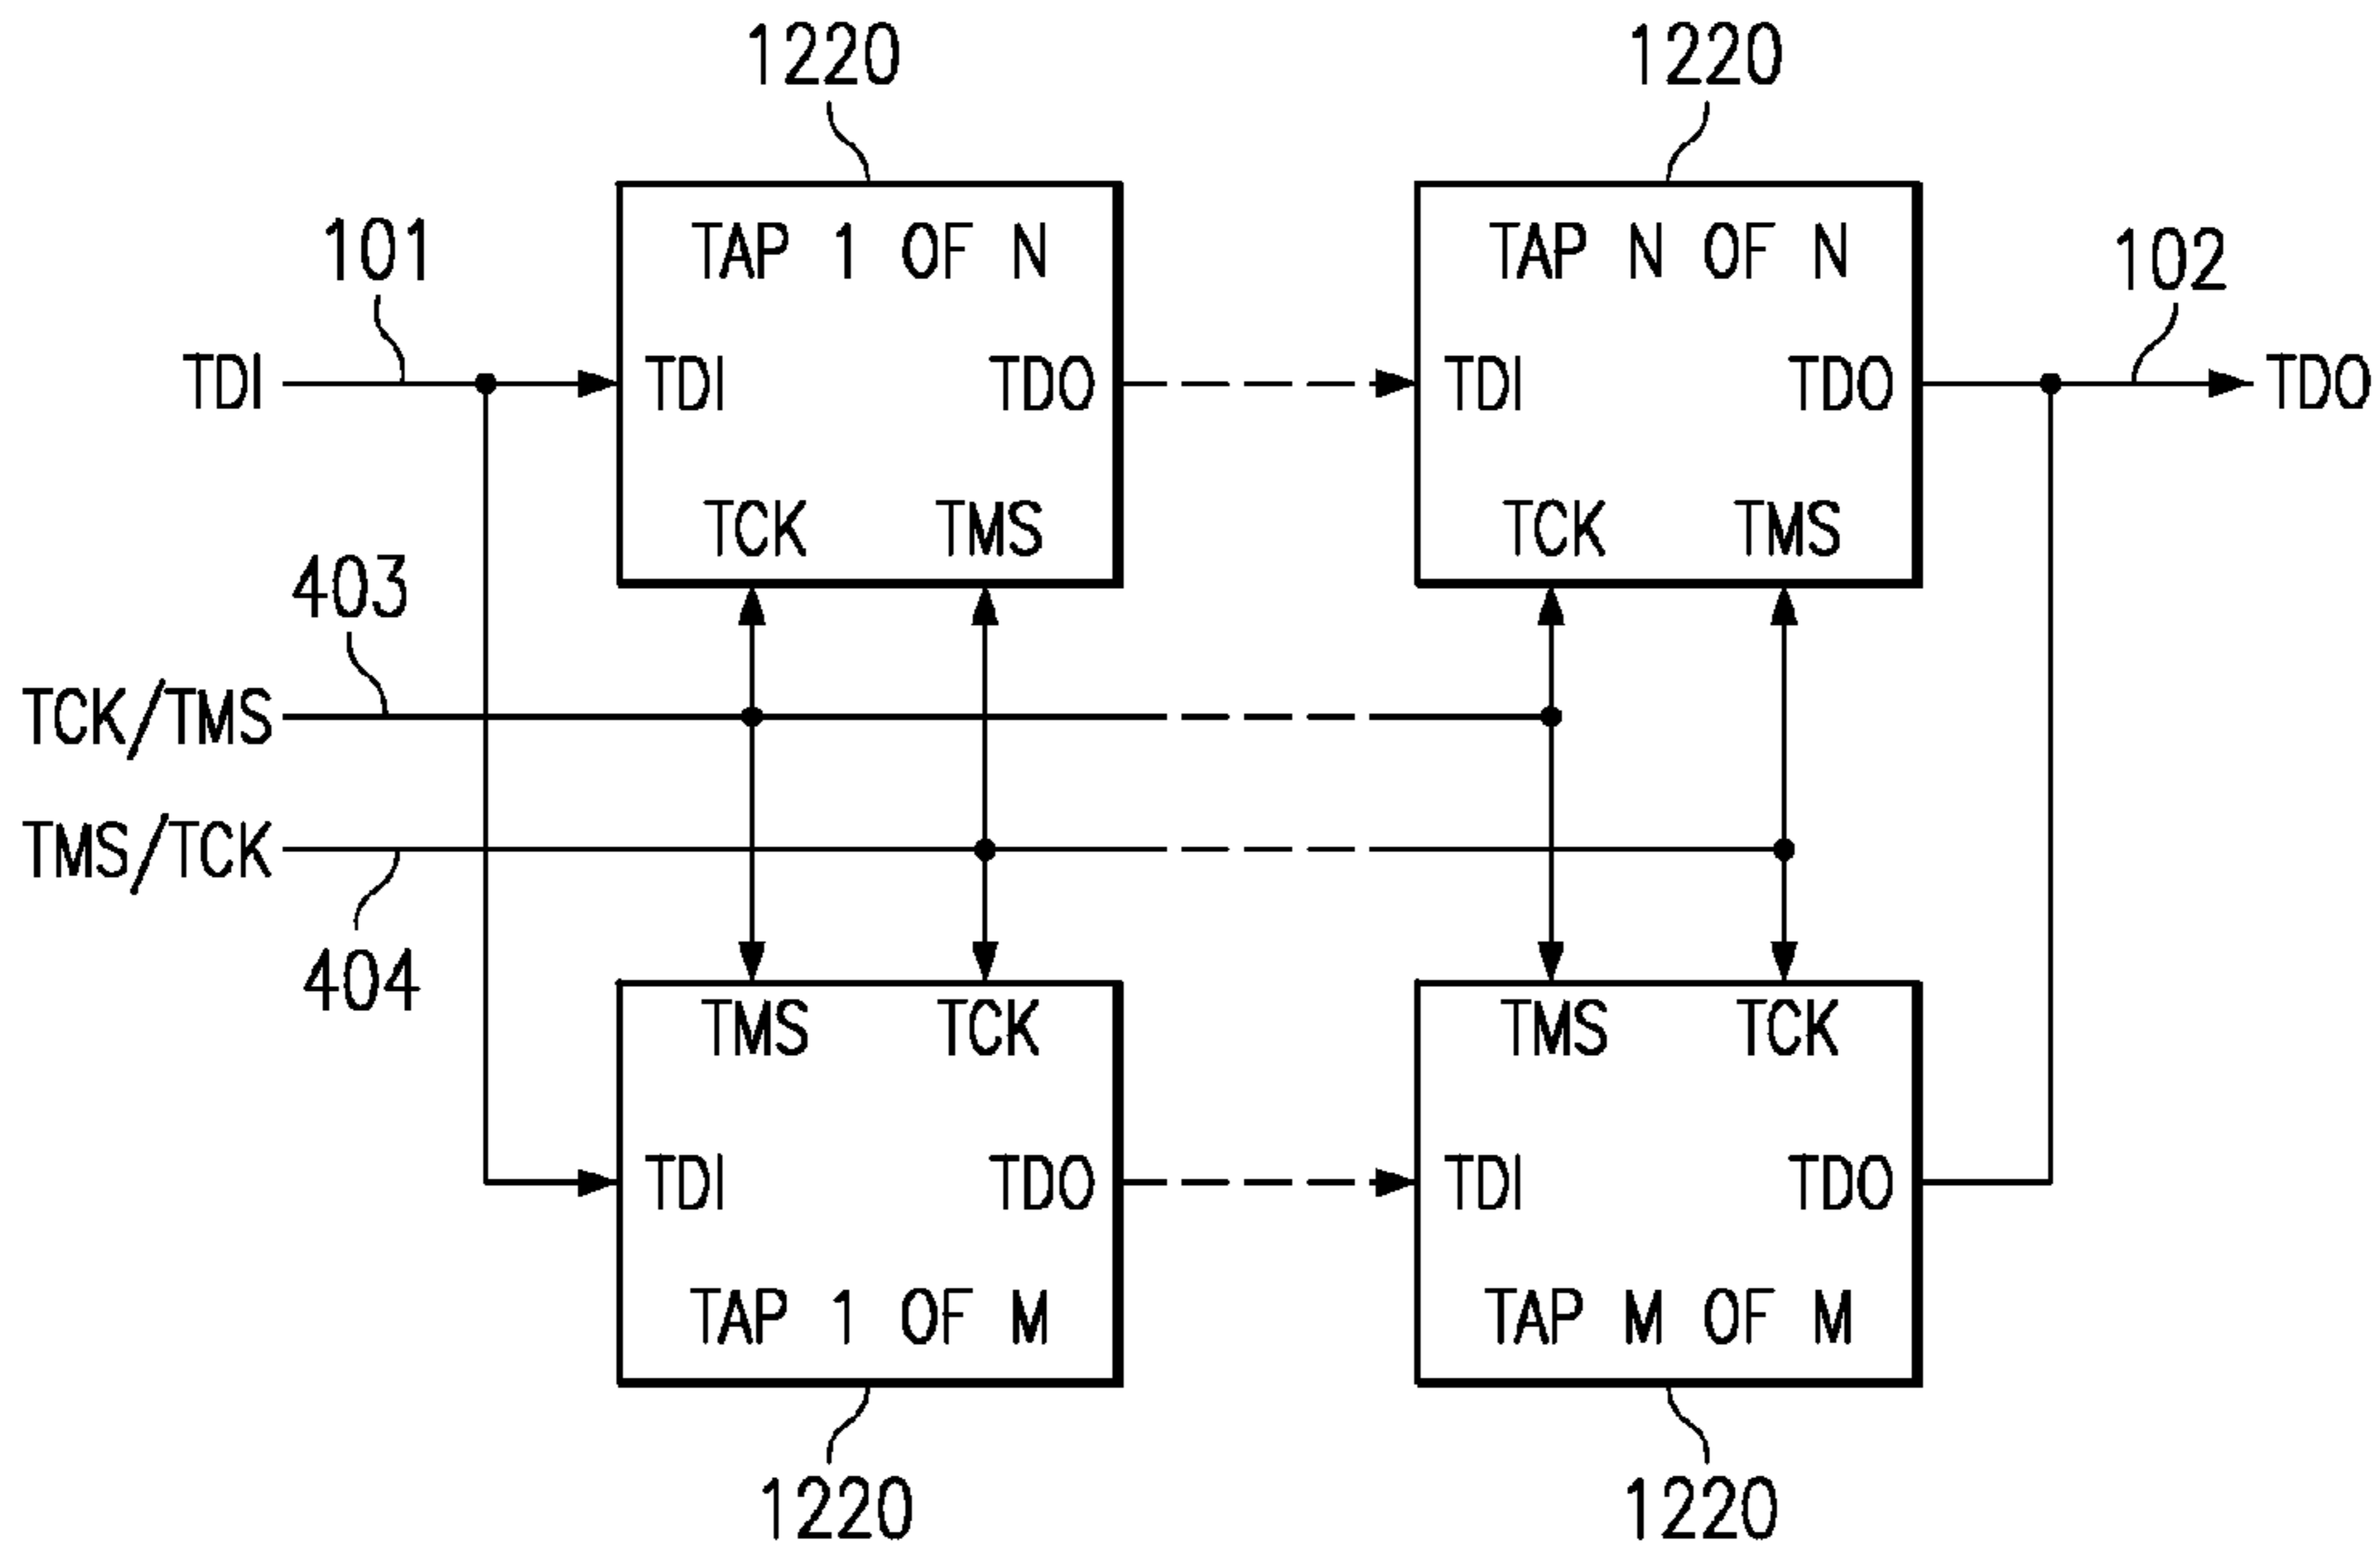 1220 1220
TAP 1 OF N TAP N OF N
101 102
TDI TDI TDO TDI TDO TDO
TCK TMS TCK TMS
403
TCK/TMS
TMS/TCK
404
TMS TCK TMS TCK
TDI TDO TDI TDO
TAP 1 OF M TAP M OF M
1220 1220